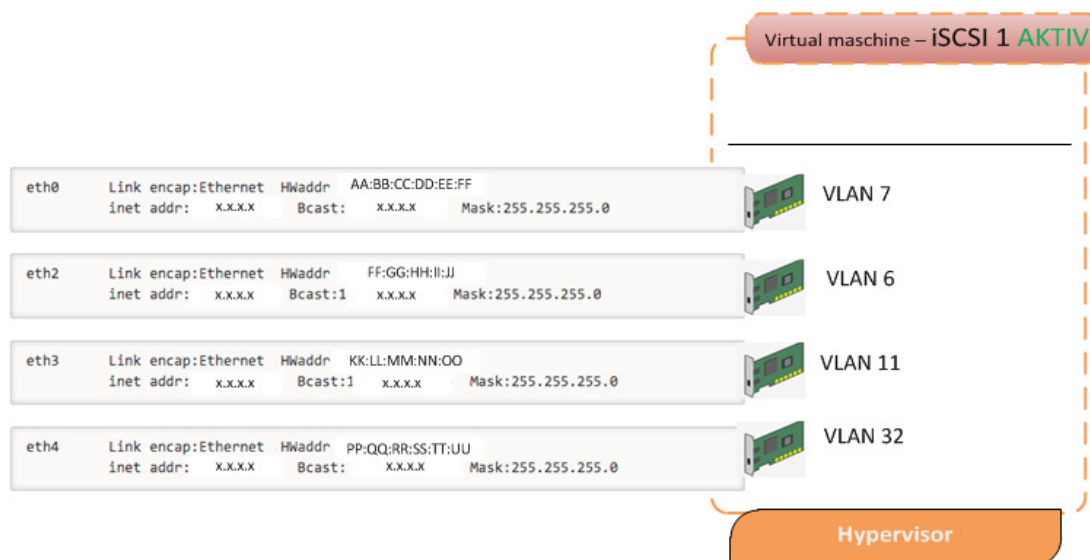 Virtual maschine – iSCSI 1 AKTIV
eth0 Link encap:Ethernet HWaddr AA:BB:CC:DD:EE:FF
inet addr: x.x.x.x Bcast: x.x.x.x Mask:255.255.255.0
VLAN 7
eth2 Link encap:Ethernet HWaddr FF:GG:HH:II:JJ
inet addr: x.x.x.x Bcast:1 x.x.x.x Mask:255.255.255.0
VLAN 6
eth3 Link encap:Ethernet HWaddr KK:LL:MM:NN:OO
inet addr: x.x.x.x Bcast:1 x.x.x.x Mask:255.255.255.0
VLAN 11
eth4 Link encap:Ethernet HWaddr PP:QQ:RR:SS:TT:UU
inet addr: x.x.x.x Bcast: x.x.x.x Mask:255.255.255.0
VLAN 32
Hypervisor